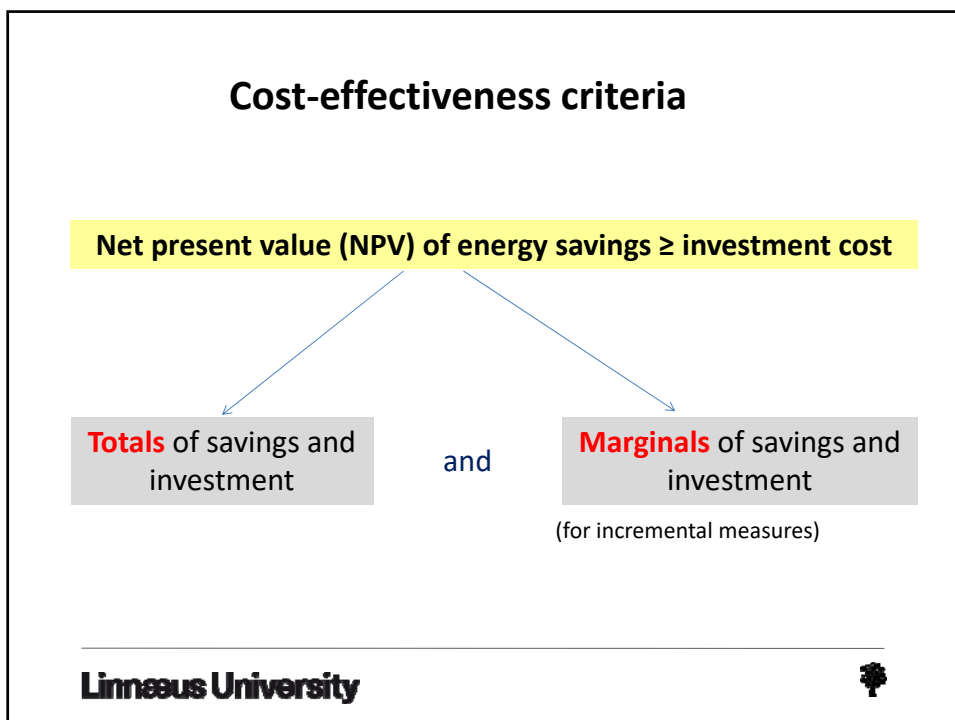 Cost-effectiveness criteria
Net present value (NPV) of energy savings ≥ investment cost
Totals of savings and
investment
and
Marginals of savings and
investment
(for incremental measures)
Linnæus University